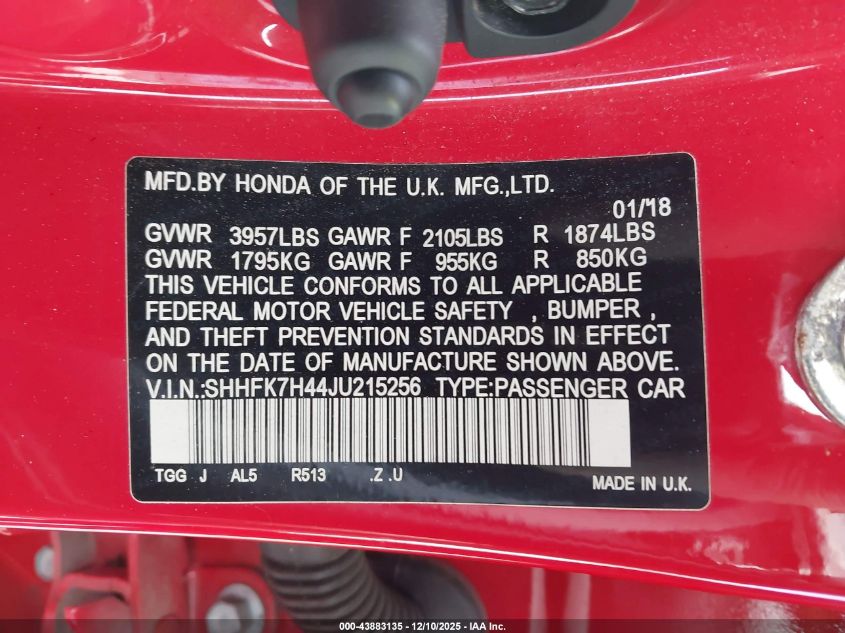 MFD.BY HONDA OF THE U.K. MFG.,LTD.
01/18
GVWR 3957LBS GAWR F 2105LBS R 1874LBS
GVWR 1795KG GAWR F 955KG R 850KG
THIS VEHICLE CONFORMS TO ALL APPLICABLE
FEDERAL MOTOR VEHICLE SAFETY , BUMPER ,
AND THEFT PREVENTION STANDARDS IN EFFECT
ON THE DATE OF MANUFACTURE SHOWN ABOVE.
V.I.N.:SHHFK7H44JU215256 TYPE:PASSENGER CAR
TGG J AL5 R513 .Z .U
MADE IN U.K.
000-43883135 - 12/10/2025 - IAA Inc.